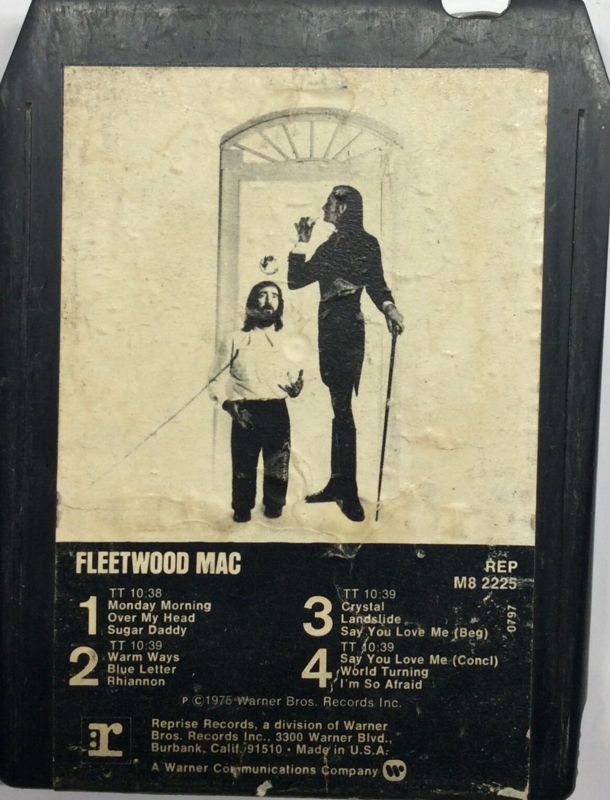 FLEETWOOD MAC
REP
M8 2225
0797
1
TT 10:38
Monday Morning
Over My Head
Sugar Daddy
2
TT 10:39
Warm Ways
Blue Letter
Rhiannon
3
TT 10:39
Crystal
Landslide
Say You Love Me (Beg)
4
TT 10:39
Say You Love Me (Concl)
World Turning
I'm So Afraid
P ©1975 Warner Bros. Records Inc.
:r
Reprise Records, a division of Warner
Bros. Records Inc., 3300 Warner Blvd.,
Burbank, Calif. 91510 • Made in U.S.A.
A Warner Communications Company